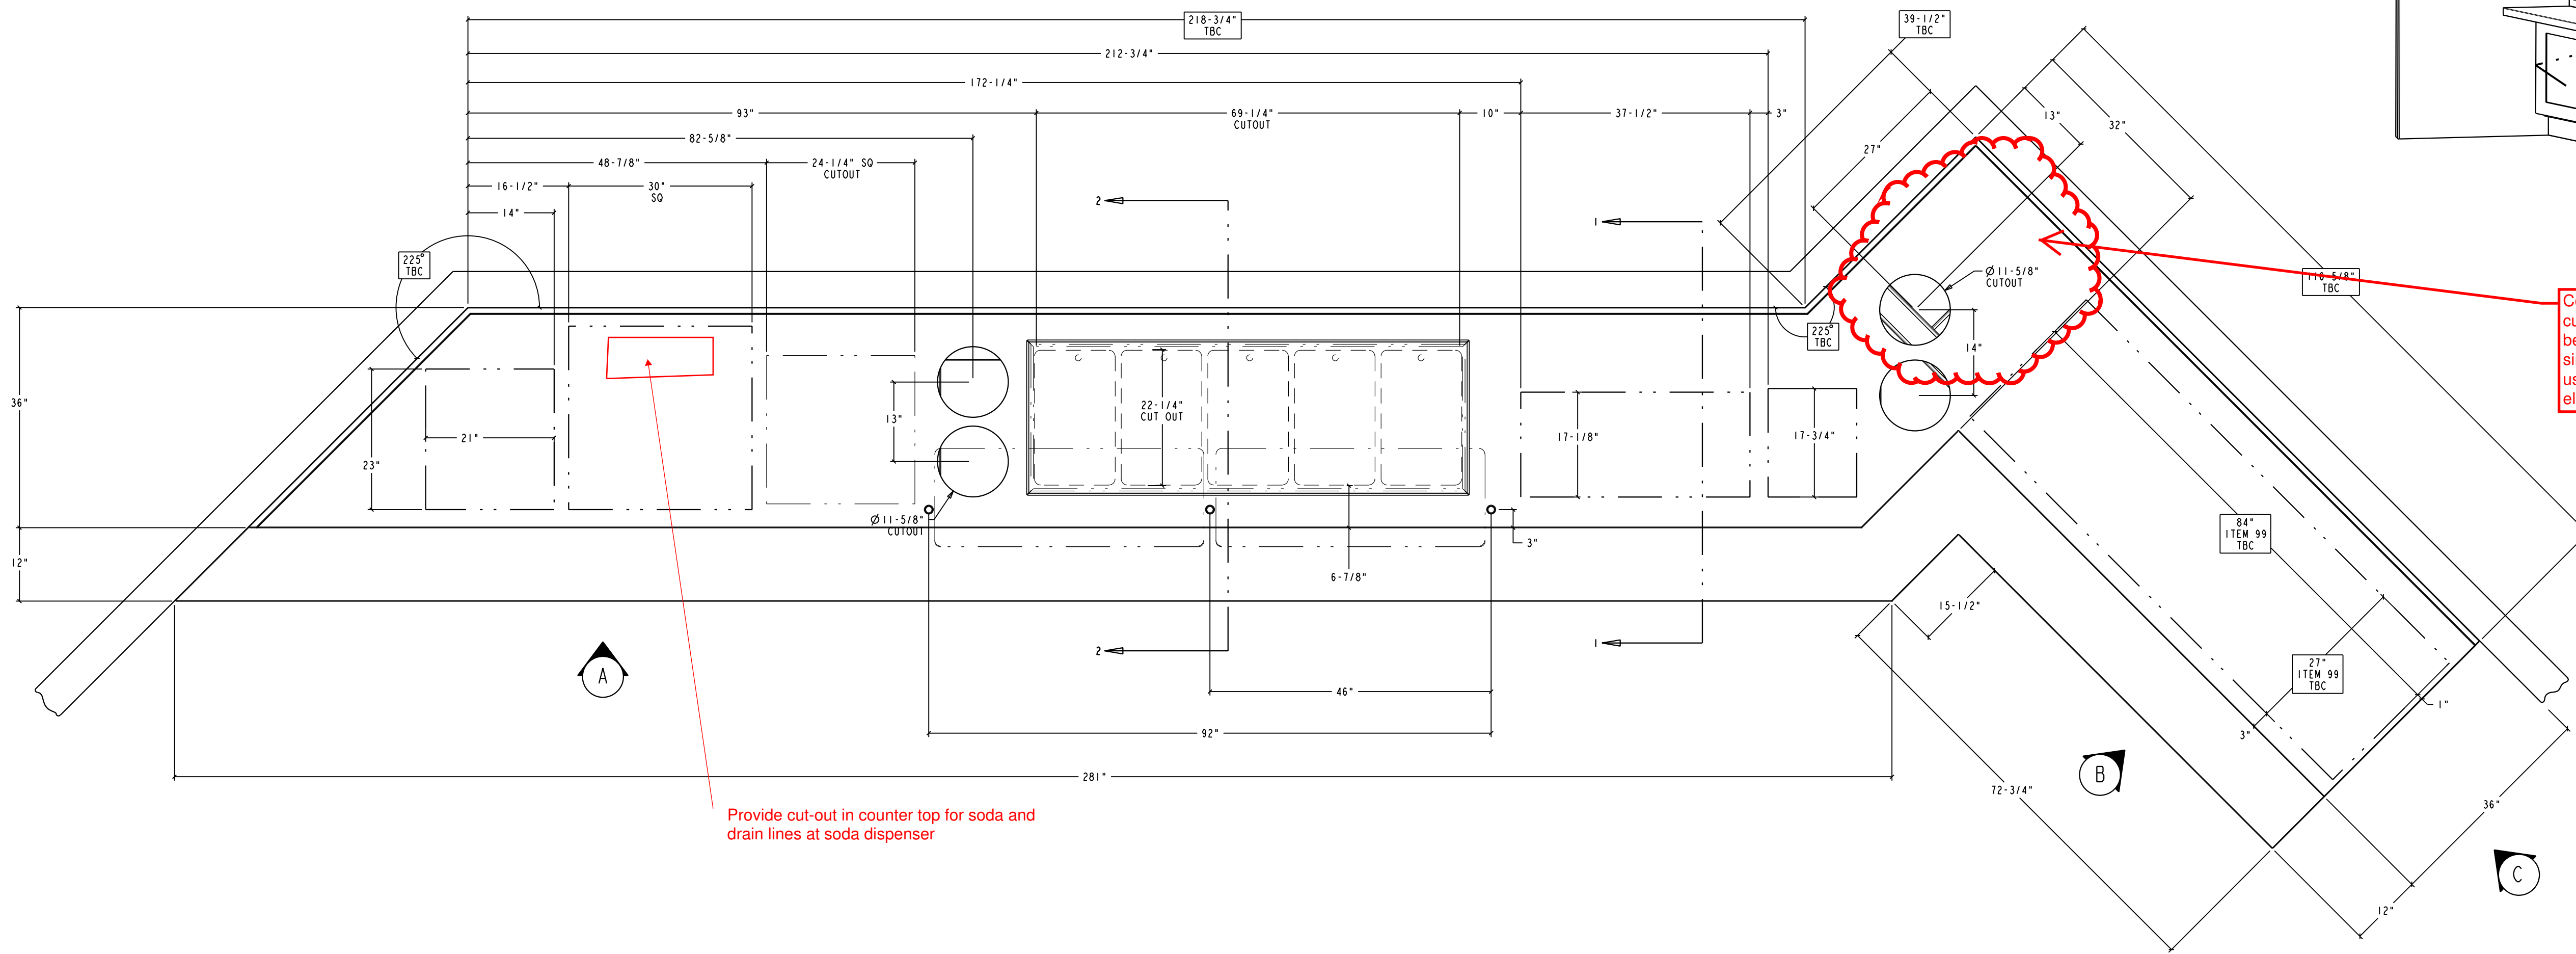 218-3/4"
TBC
39-1/2"
TBC
212-3/4"
172-1/4"
93"
69-1/4"
CUTOUT
10"
37-1/2"
3"
13"
32"
82-5/8"
27"
48-7/8"
24-1/4" SQ
CUTOUT
16-1/2"
30"
SQ
14"
2
1
225°
TBC
Ø11-5/8"
CUTOUT
TBC
225°
TBC
14"
36"
22-1/4"
CUT OUT
13"
21"
23"
17-1/8"
17-3/4"
Ø11-5/8"
CUTOUT
84"
ITEM 99
TBC
3"
12"
6-7/8"
15-1/2"
2
1
A
46"
27"
ITEM 99
TBC
1"
3"
92"
281"
B
72-3/4"
36"
Provide cut-out in counter top for soda and
drain lines at soda dispenser
C
12"